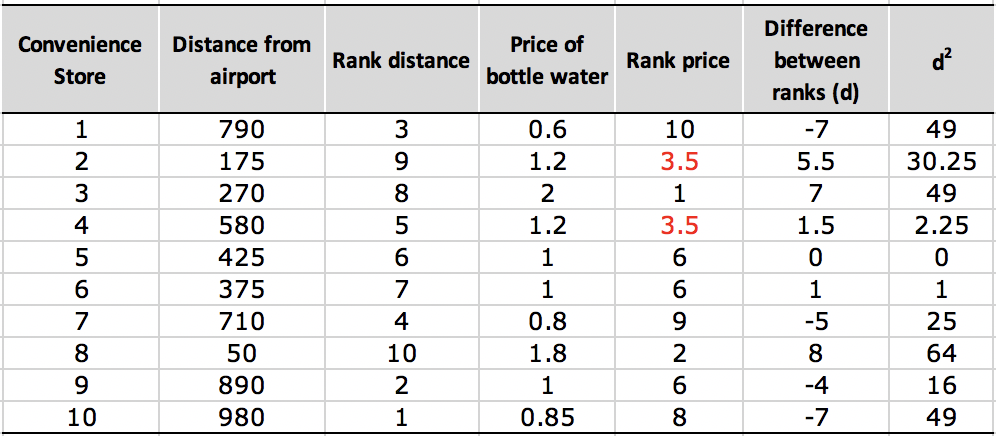 Convenience Store | Distance from airport | Rank distance | Price of bottle water | Rank price | Difference between ranks (d) | d²
1 | 790 | 3 | 0.6 | 10 | -7 | 49
2 | 175 | 9 | 1.2 | 3.5 | 5.5 | 30.25
3 | 270 | 8 | 2 | 1 | 7 | 49
4 | 580 | 5 | 1.2 | 3.5 | 1.5 | 2.25
5 | 425 | 6 | 1 | 6 | 0 | 0
6 | 375 | 7 | 1 | 6 | 1 | 1
7 | 710 | 4 | 0.8 | 9 | -5 | 25
8 | 50 | 10 | 1.8 | 2 | 8 | 64
9 | 890 | 2 | 1 | 6 | -4 | 16
10 | 980 | 1 | 0.85 | 8 | -7 | 49